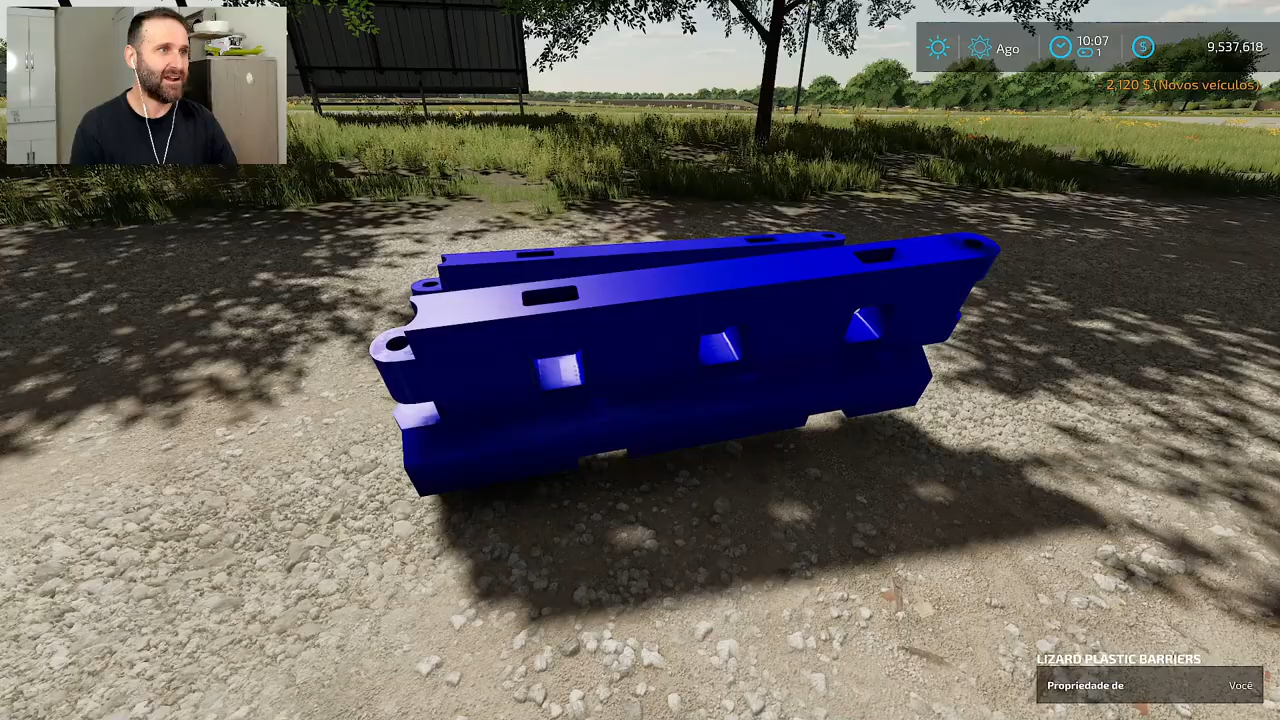 Ago
10:07
1
$
9,537,618
2,120 $ (Novos veículos)
LIZARD PLASTIC BARRIERS
Propriedade de Você